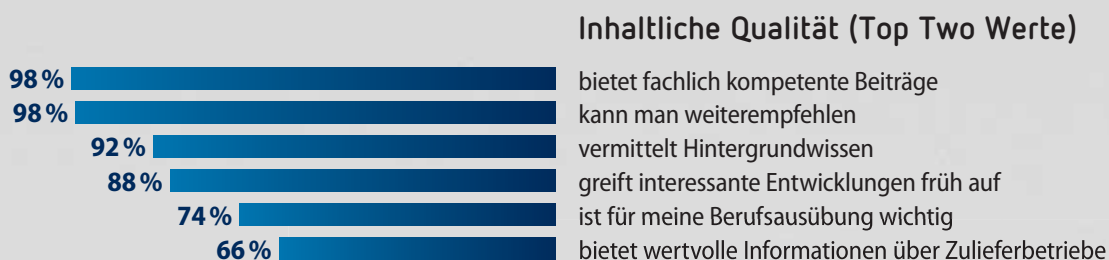 Inhaltliche Qualität (Top Two Werte)
98 % bietet fachlich kompetente Beiträge
98 % kann man weiterempfehlen
92 % vermittelt Hintergrundwissen
88 % greift interessante Entwicklungen früh auf
74 % ist für meine Berufsausübung wichtig
66 % bietet wertvolle Informationen über Zulieferbetriebe